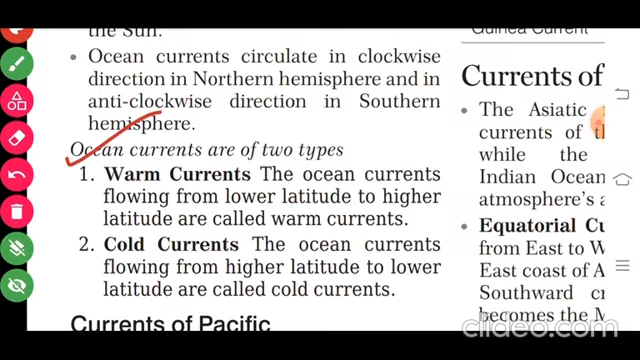 the Sun.
• Ocean currents circulate in clockwise
direction in Northern hemisphere and in
anti-clockwise direction in Southern
hemisphere.
Ocean currents are of two types
1. Warm Currents The ocean currents
flowing from lower latitude to higher
latitude are called warm currents.
2. Cold Currents The ocean currents
flowing from higher latitude to lower
latitude are called cold currents.
Currents of Pacific
Guinea Current
Currents of
• The Asiatic
currents of
while the
Indian Ocean
atmosphere's
• Equatorial
from East to W
East coast of A
Southward
becomes the M
clideo.com